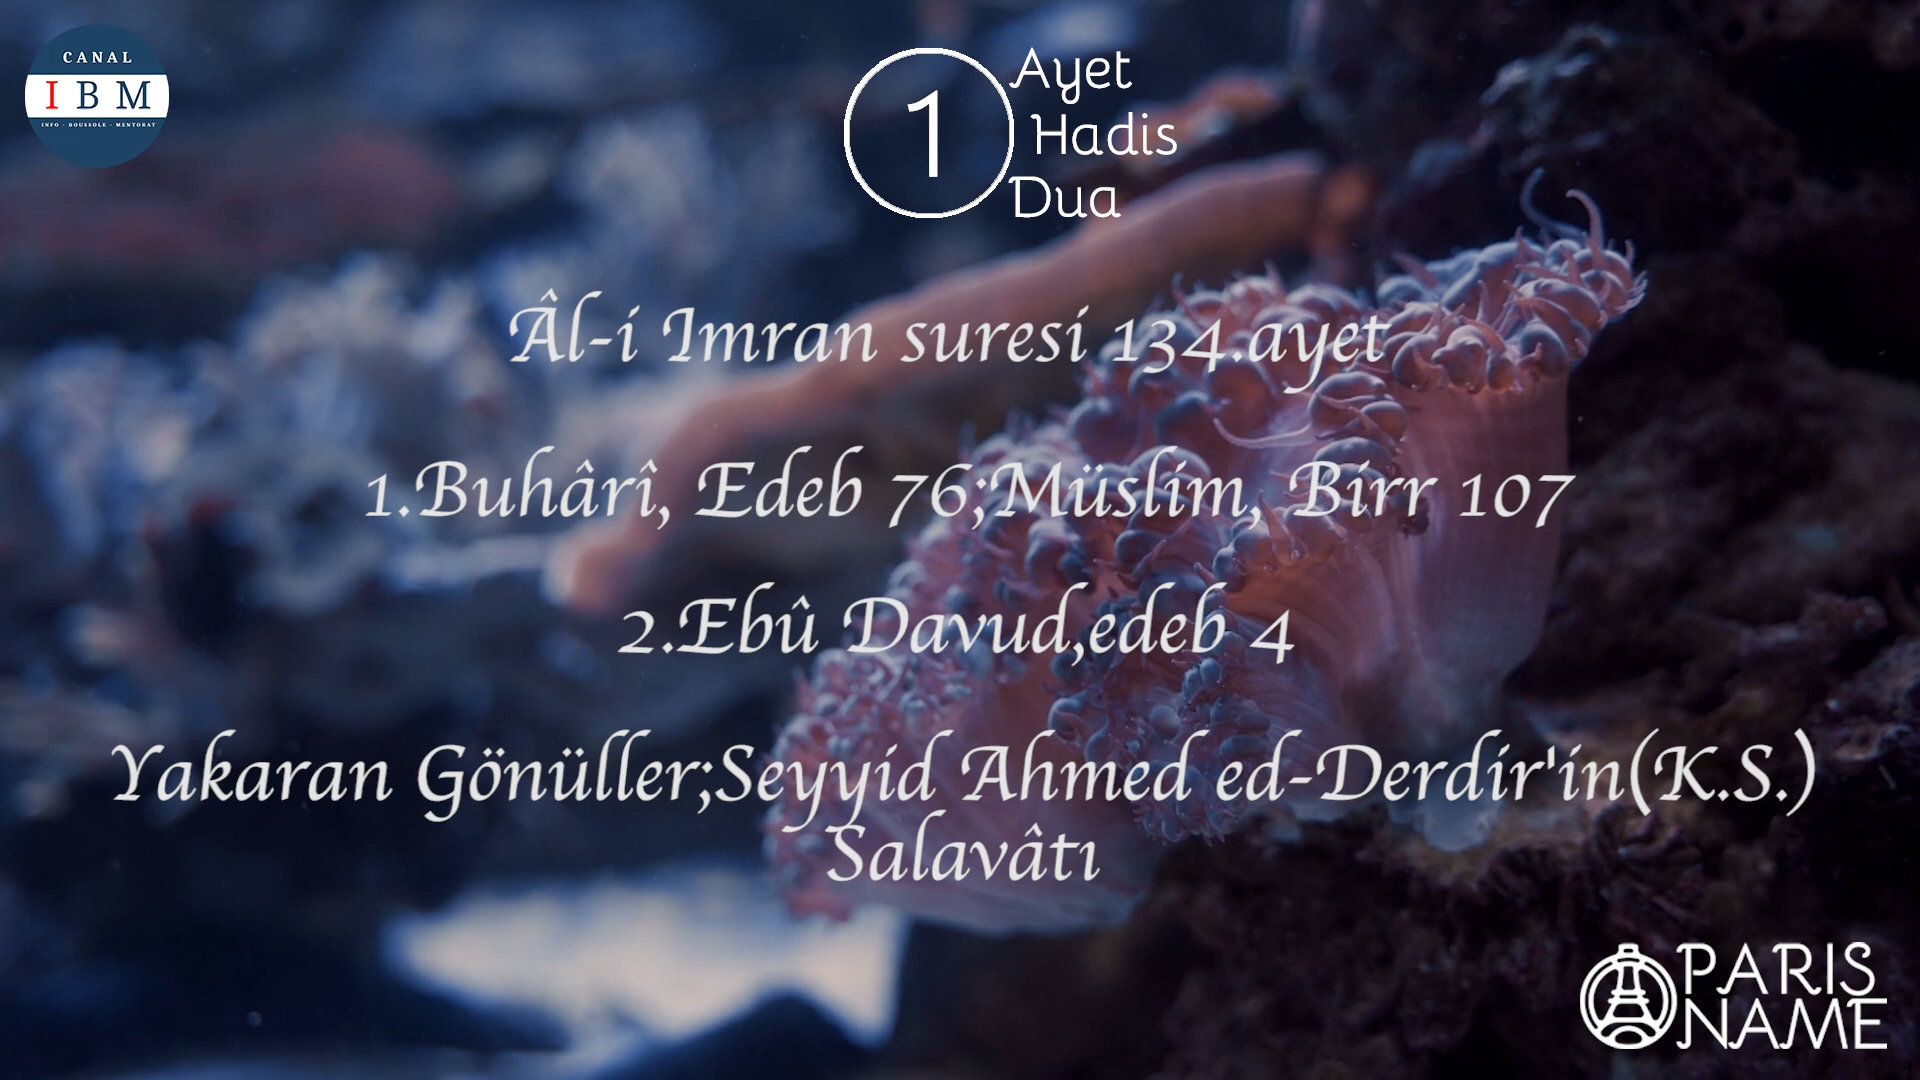 CANAL
IBM
INFO - BOUSSOLE - MENTORAT
1
Ayet
Hadis
Dua
Âl-i Imran suresi 134.ayet
1.Buhârî, Edeb 76;Müslim, Birr 107
2.Ebû Davud,edeb 4
Yakaran Gönüller;Seyyid Ahmed ed-Derdir'in(K.S.)
Salavâtı
PARIS
NAME